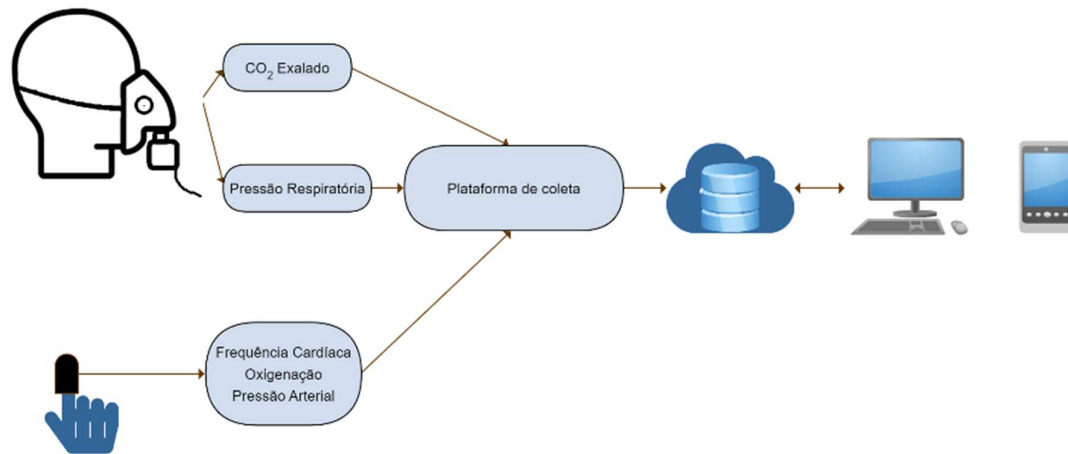 CO₂ Exalado
Pressão Respiratória
Plataforma de coleta
Frequência Cardíaca
Oxigenação
Pressão Arterial